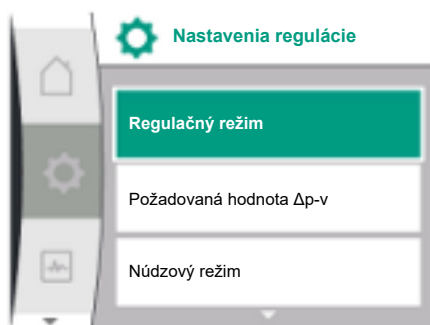 Nastavenia regulácie
Regulačný režim
Požadovaná hodnota Δp-v
Núdzový režim